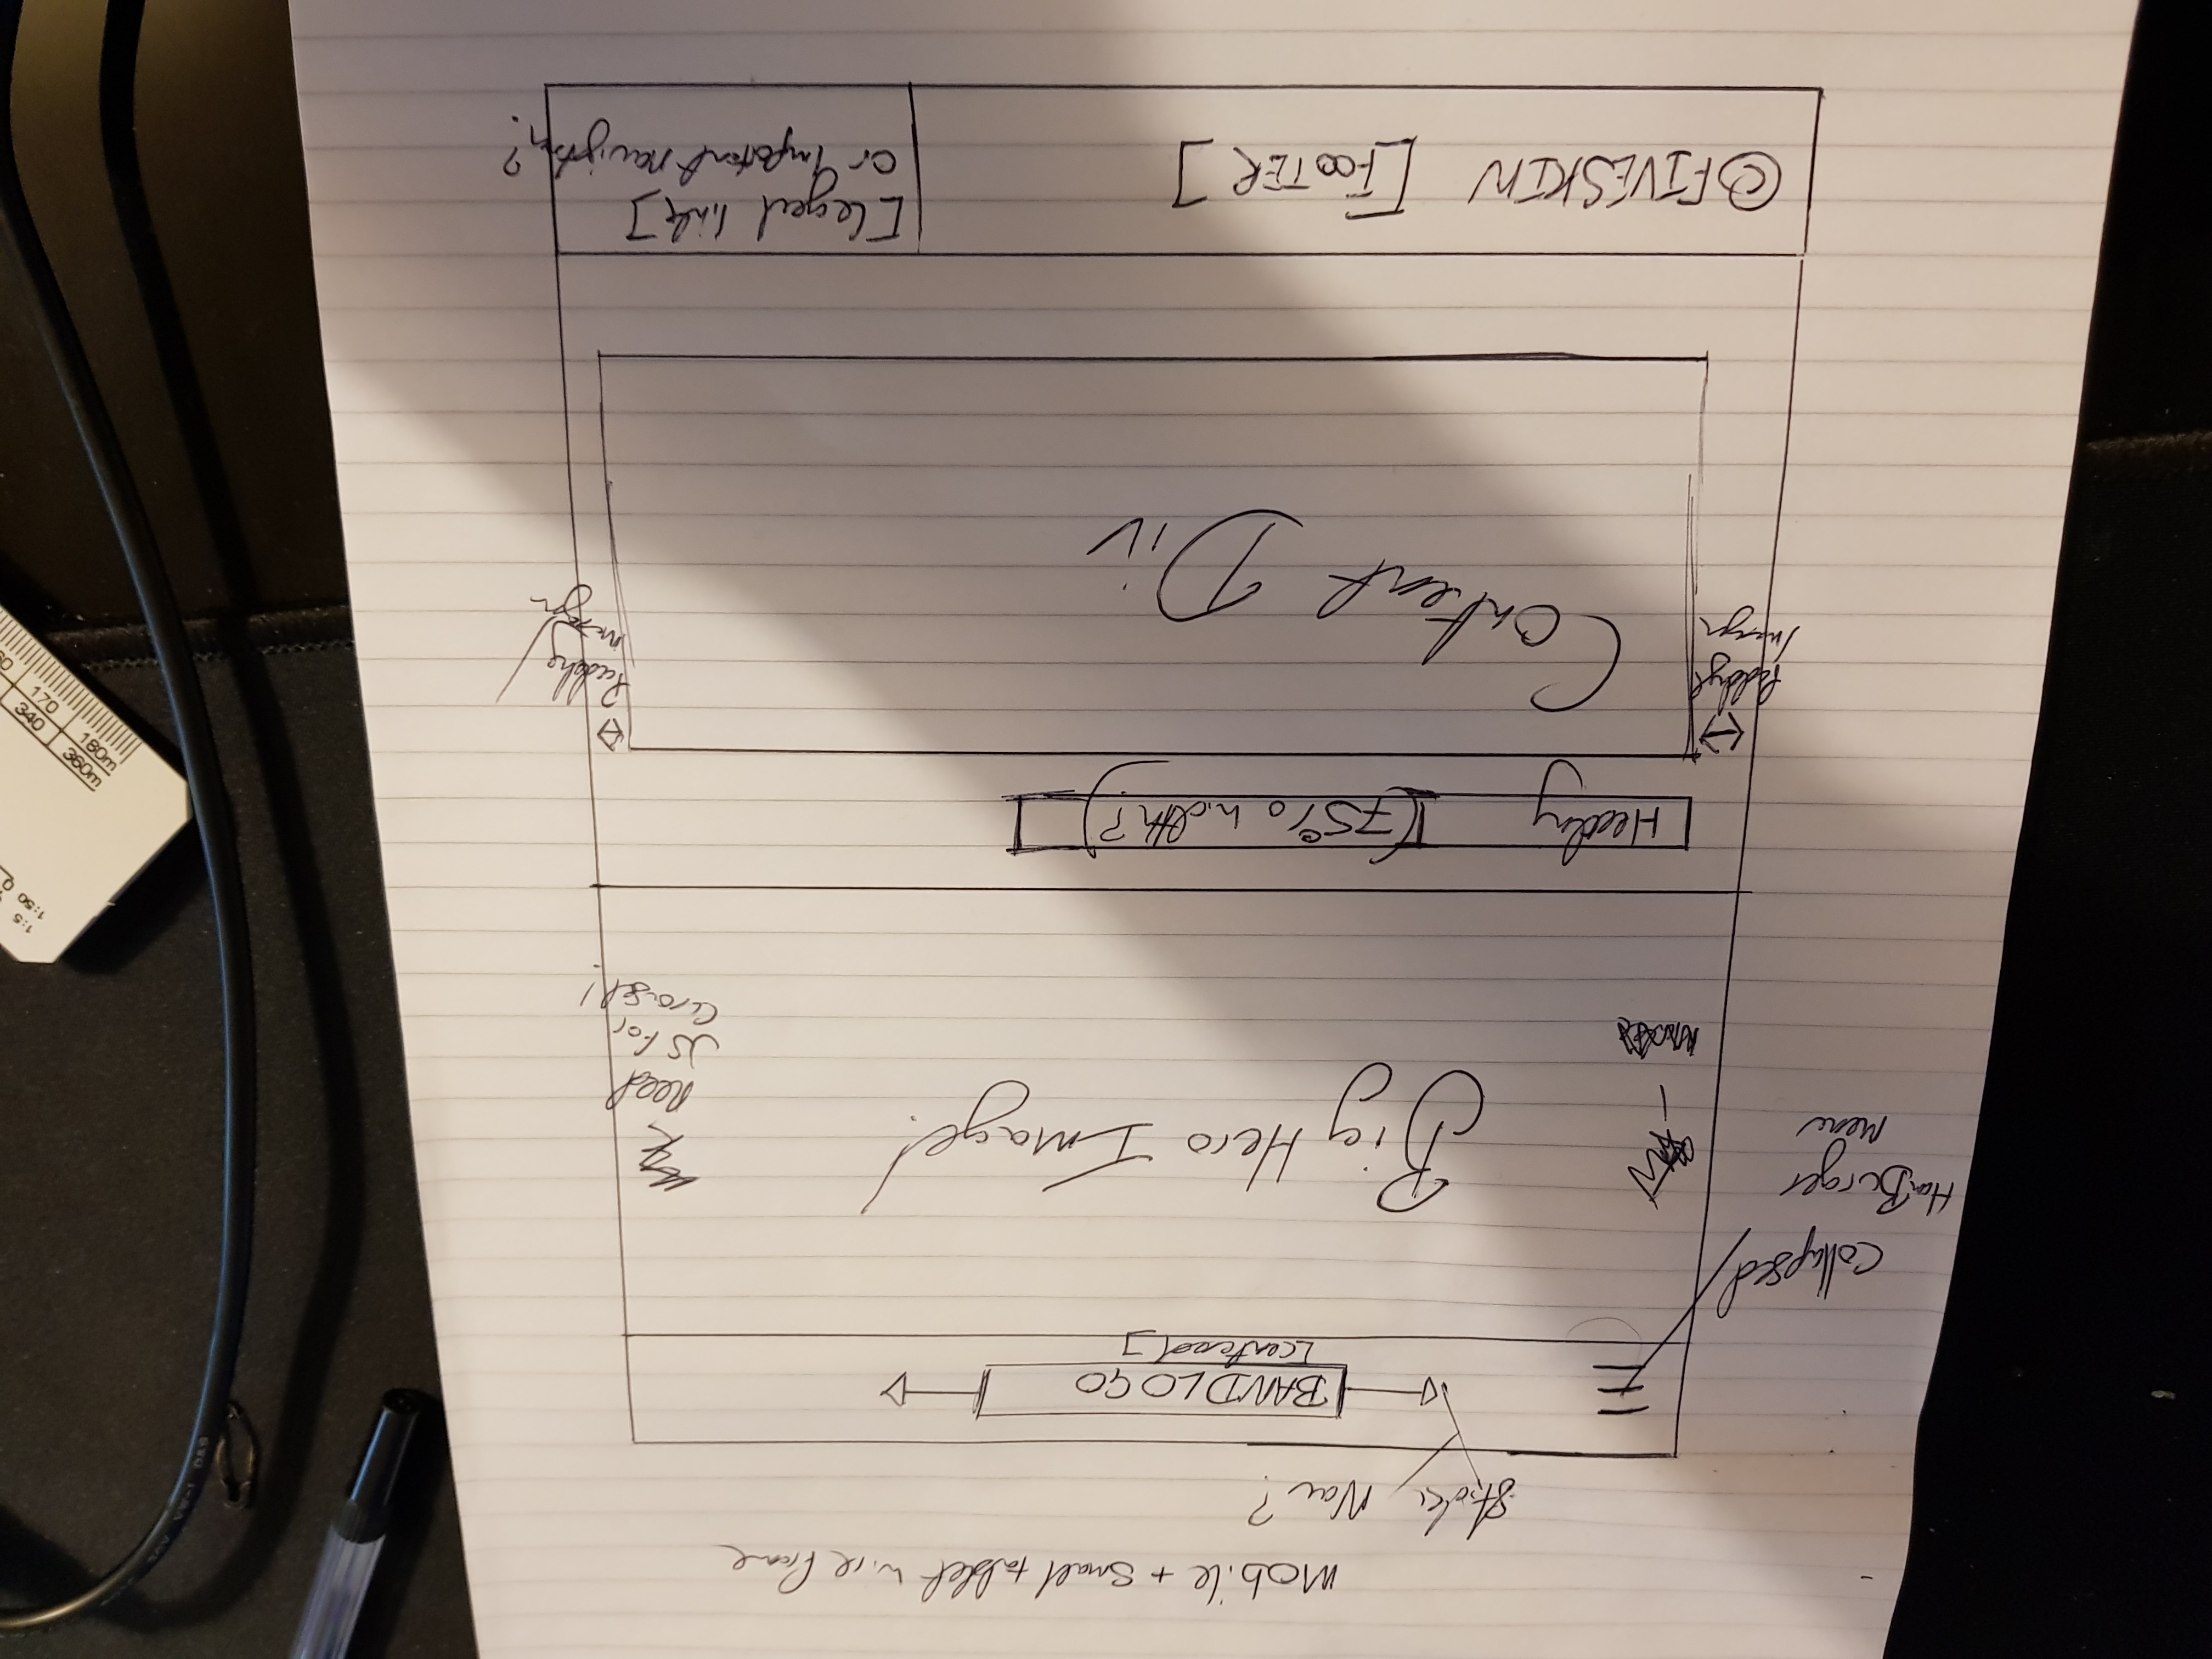 Mobile + Small tablet wire frame
Sticky Nav?
BAND LOGO
[centered]
Collapsed
HamBurger
menu
Big Hero Image!
need
JS for
Carousel!
Heading (75% width?)
Padding/
margin
Padding/
margin
Content Div
©FIVESKIN [FOOTER]
[Legal links]
or important navigation?
1:5
1:50
340
170
360m
180m